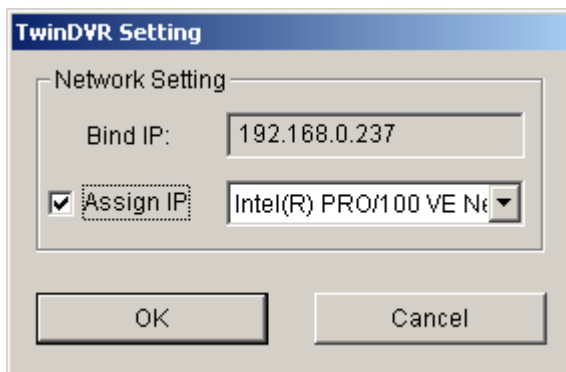 TwinDVR Setting
Network Setting
Bind IP: 192.168.0.237
Assign IP Intel(R) PRO/100 VE Ne
OK Cancel